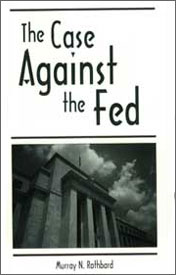 The Case
Against
the Fed
Murray N. Rothbard